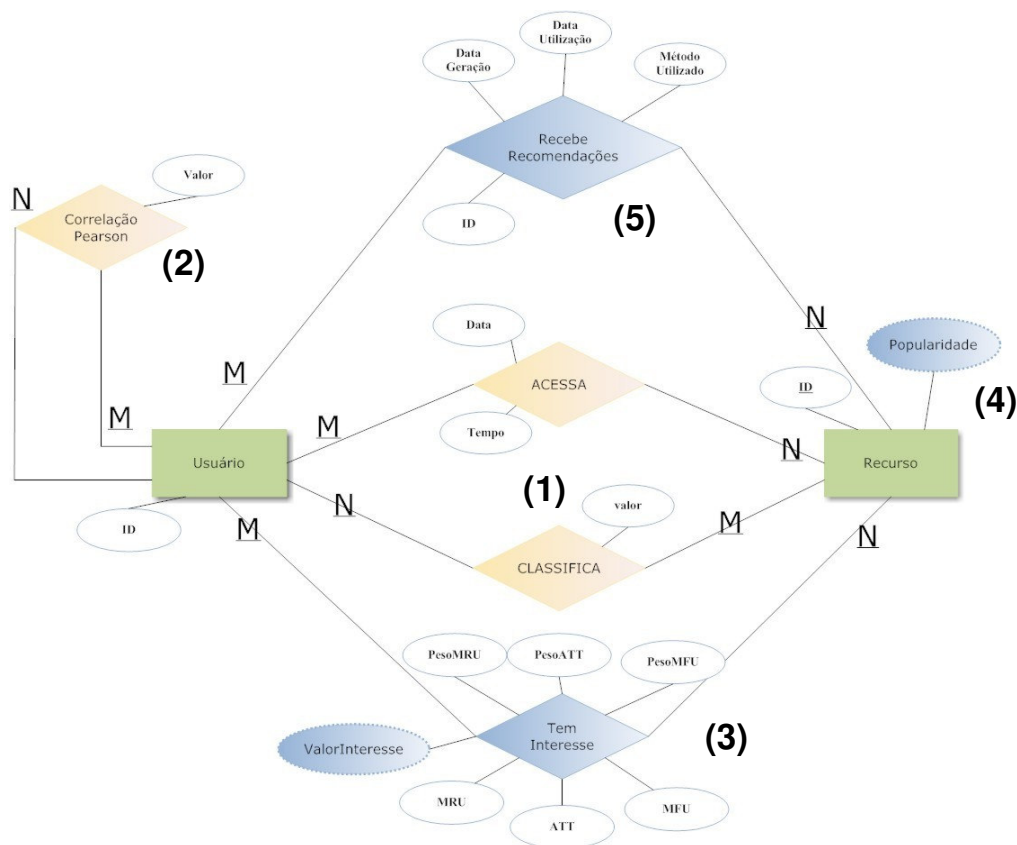 Data
Utilização
Data
Geração
Método
Utilizado
Recebe
Recomendações
ID
(5)
N
Valor
Correlação
Pearson
(2)
M
N
M
Usuário
ID
Data
ACESSA
Tempo
M
N
Popularidade
ID
(4)
Recurso
(1)
N
valor
CLASSIFICA
M
M
N
PesoMRU
PesoATT
PesoMFU
Tem
Interesse
(3)
ValorInteresse
MRU
ATT
MFU